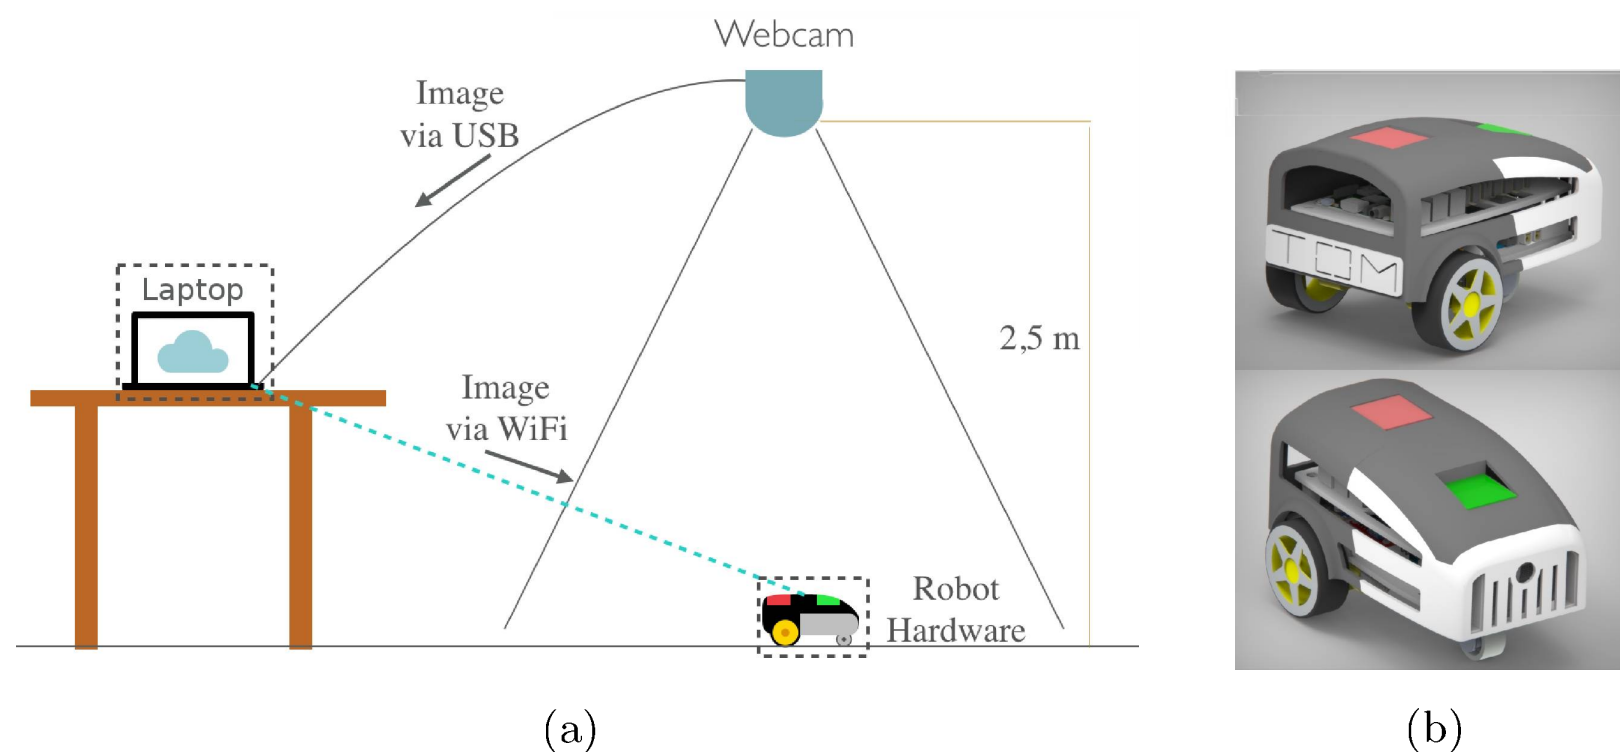 Webcam
Image
via USB
Laptop
2,5 m
Image
via WiFi
Robot
Hardware
TOM
(a)
(b)